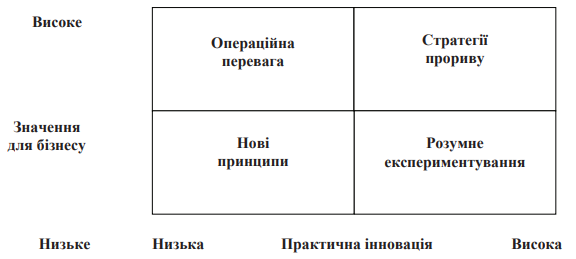 Високе
Операційна
перевага
Стратегії
прориву
Значення
для бізнесу
Нові
принципи
Розумне
експериментування
Низьке
Низька
Практична інновація
Висока